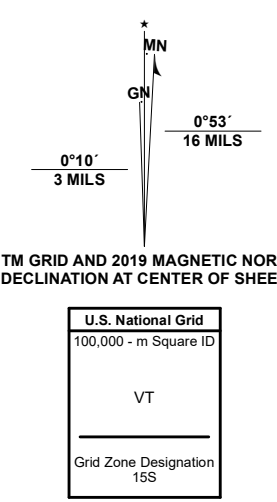 MN
GN
0°53´
16 MILS
0°10´
3 MILS
TM GRID AND 2019 MAGNETIC NOR
DECLINATION AT CENTER OF SHEE
U.S. National Grid
100,000 - m Square ID
VT
Grid Zone Designation
15S